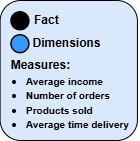 Fact
Dimensions
Measures:
• Average income
• Number of orders
• Products sold
• Average time delivery